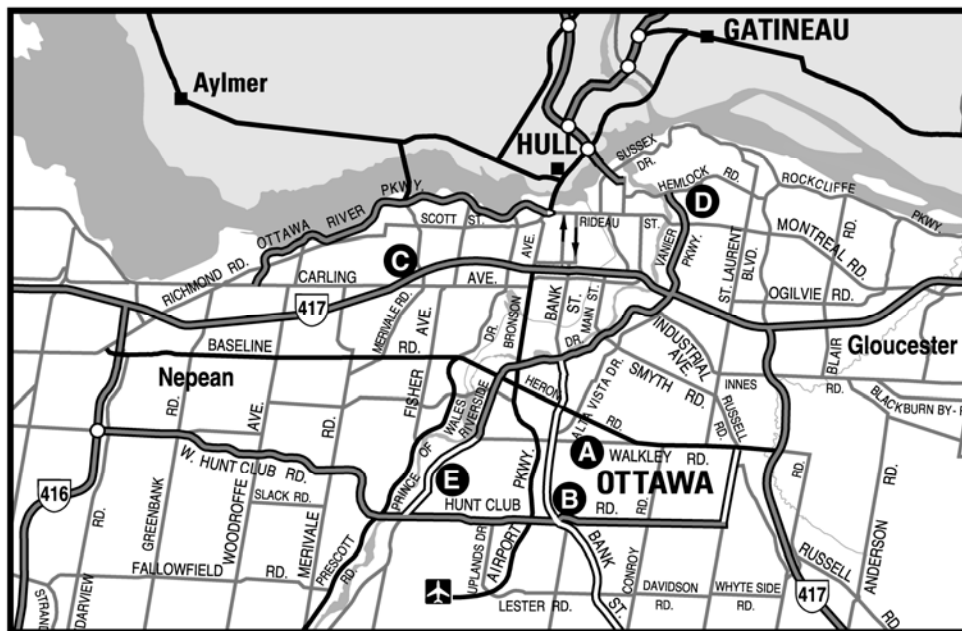 GATINEAU
Aylmer
HULL
SUSSEX
DR.
HEMLOCK RD.
ROCKCLIFFE
PKWY.
D
OTTAWA RIVER PKWY.
SCOTT ST.
RIDEAU ST.
MONTREAL RD.
VANIER
PKWY.
ST. LAURENT
BLVD.
RICHMOND RD.
C
CARLING AVE.
AVE.
BRONSON
BANK
ST.
MAIN ST.
OGILVIE RD.
417
MERIVALE RD.
FISHER
AVE.
DR.
DR.
INDUSTRIAL
AVE.
BLAIR
RD.
Gloucester
BASELINE RD.
Nepean
HERON
RD.
ALTA VISTA DR.
SMYTH RD.
INNES
RD.
RUSSELL
RD.
BLACKBURN BY-
PRINCE OF WALES
RIVERSIDE
A
WALKLEY RD.
OTTAWA
W. HUNT CLUB RD.
E
B
HUNT CLUB RD.
RD.
416
SLACK RD.
RD.
GREENBANK
RD.
WOODROFFE
AVE.
MERIVALE
RD.
PRESCOTT
RD.
UPLANDS DR.
AIRPORT
PKWY.
BANK
ST.
CONROY
RD.
FALLOWFIELD RD.
DAVIDSON
RD.
WHYTE SIDE
RD.
RUSSELL
RD.
ANDERSON
RD.
LESTER RD.
417
STRAND
DARVIEW